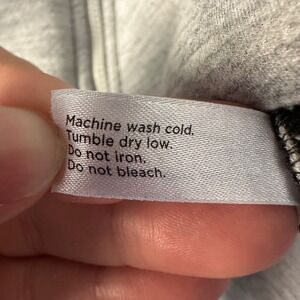 Machine wash cold.
Tumble dry low.
Do not iron.
Do not bleach.